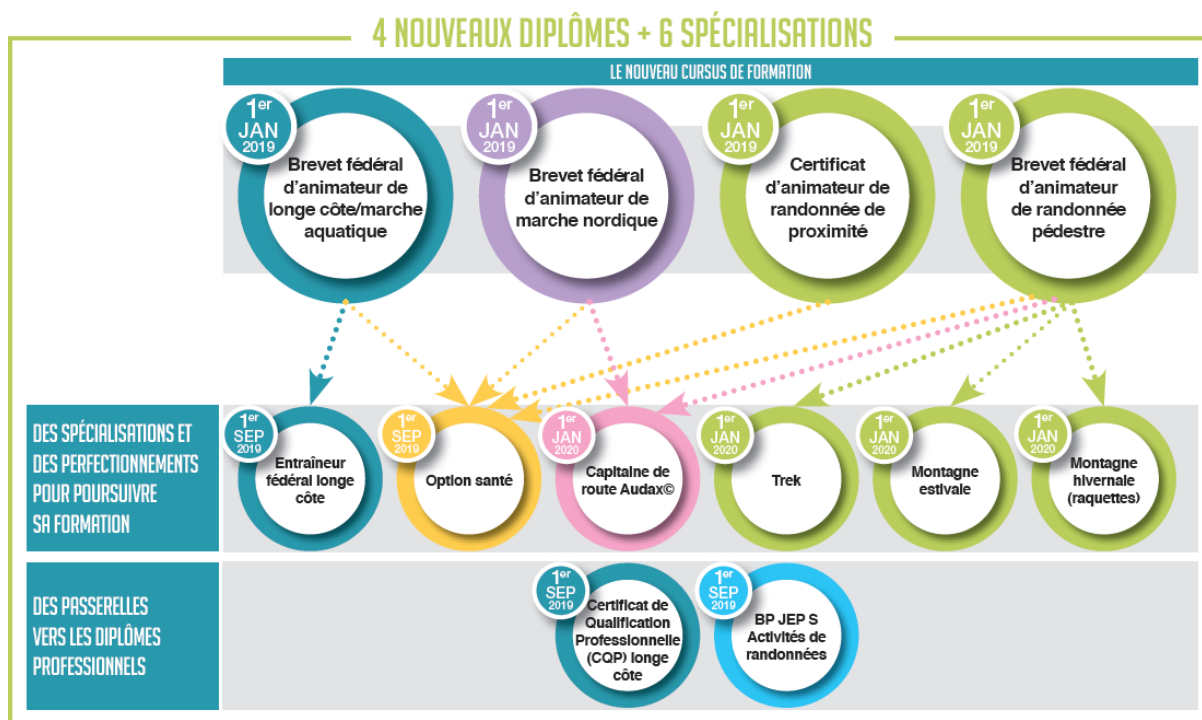 4 NOUVEAUX DIPLÔMES + 6 SPÉCIALISATIONS
LE NOUVEAU CURSUS DE FORMATION
1er
JAN
2019
Brevet fédéral
d’animateur de
longe côte/marche
aquatique
1er
JAN
2019
Brevet fédéral
d’animateur de
marche nordique
1er
JAN
2019
Certificat
d’animateur de
randonnée de
proximité
1er
JAN
2019
Brevet fédéral
d’animateur
de randonnée
pédestre
DES SPÉCIALISATIONS ET
DES PERFECTIONNEMENTS
POUR POURSUIVRE
SA FORMATION
1er
SEP
2019
Entraîneur
fédéral longe
côte
1er
SEP
2019
Option santé
1er
JAN
2020
Capitaine de
route Audax©
1er
JAN
2020
Trek
1er
JAN
2020
Montagne
estivale
1er
JAN
2020
Montagne
hivernale
(raquettes)
DES PASSERELLES
VERS LES DIPLÔMES
PROFESSIONNELS
1er
SEP
2019
Certificat de
Qualification
Professionnelle
(CQP) longe
côte
1er
SEP
2019
BP JEP S
Activités de
randonnées